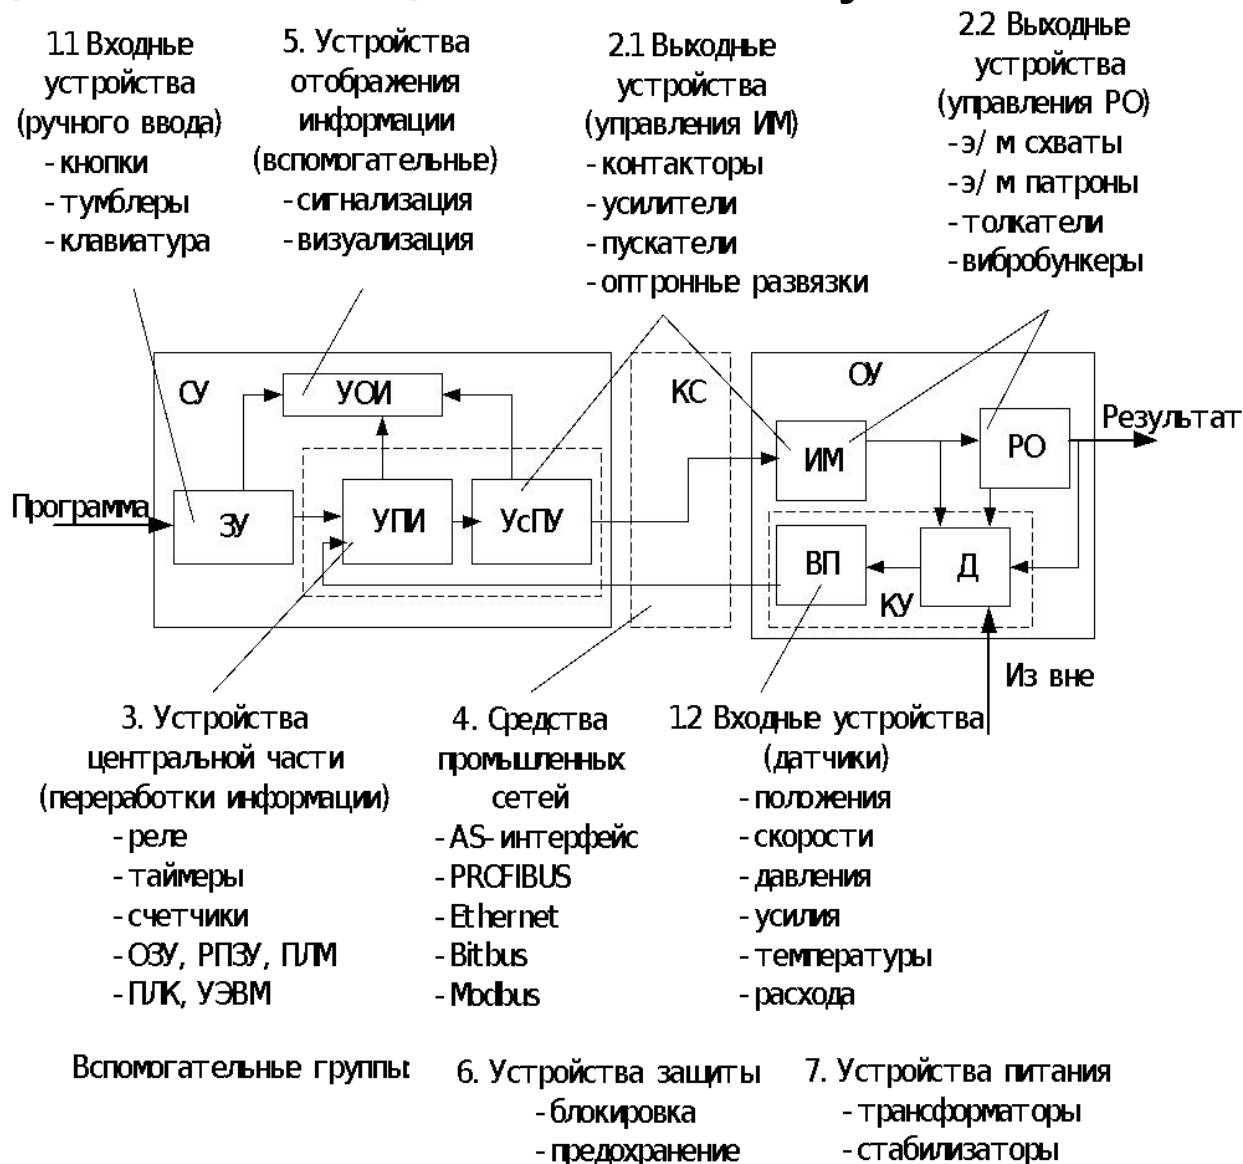 1.1 Входные
устройства
(ручного ввода)
- кнопки
- тумблеры
- клавиатура
5. Устройства
отображения
информации
(вспомогательные)
- сигнализация
- визуализация
2.1 Выходные
устройства
(управления ИМ)
- контакторы
- усилители
- пускатели
- оптронные развязки
2.2 Выходные
устройства
(управления РО)
- э/м схваты
- э/м патроны
- толкатели
- вибробункеры
СУ
УОИ
КС
ОУ
Программа
ЗУ
УПИ
УсПУ
ИМ
РО
Результат
ВП
КУ
Д
Из вне
3. Устройства
центральной части
(переработки информации)
- реле
- таймеры
- счетчики
- ОЗУ, РПЗУ, ПЛМ
- ПЛК, УЭВМ
4. Средства
промышленных
сетей
- AS-интерфейс
- PROFIBUS
- Ethernet
- Bitbus
- Modbus
1.2 Входные устройства
(датчики)
- положения
- скорости
- давления
- усилия
- температуры
- расхода
Вспомогательные группы:
6. Устройства защиты
- блокировка
- предохранение
7. Устройства питания
- трансформаторы
- стабилизаторы